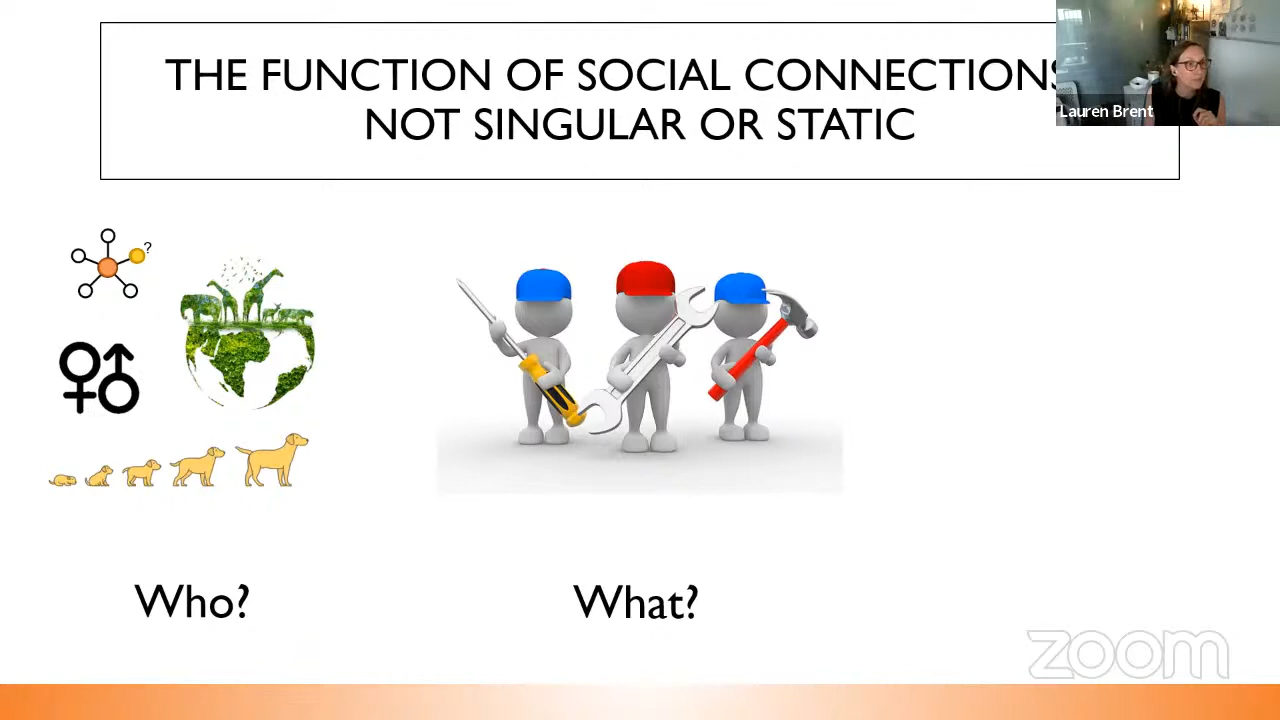 THE FUNCTION OF SOCIAL CONNECTIONS
NOT SINGULAR OR STATIC
Lauren Brent
?
Who?
What?
zoom